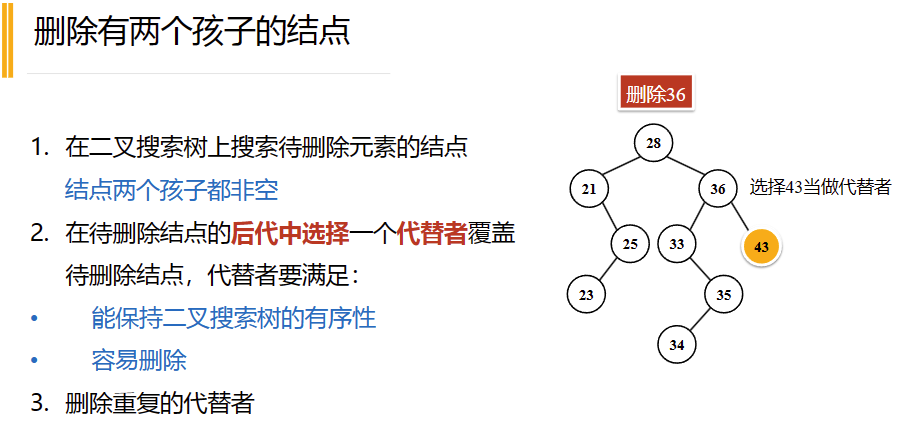 删除有两个孩子的结点
1. 在二叉搜索树上搜索待删除元素的结点
结点两个孩子都非空
2. 在待删除结点的后代中选择一个代替者覆盖
待删除结点，代替者要满足：
• 能保持二叉搜索树的有序性
• 容易删除
3. 删除重复的代替者
删除36
28
21
36
选择43当做代替者
25
33
43
23
35
34